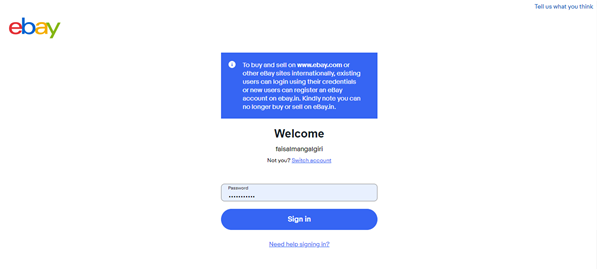 Tell us what you think
ebay
To buy and sell on www.ebay.com or
other eBay sites internationally, existing
users can login using their credentials
or new users can register an eBay
account on ebay.in. Kindly note you can
no longer buy or sell on eBay.in.
Welcome
faisalmangalgiri
Not you? Switch account
Password
•••••••••••
Sign in
Need help signing in?